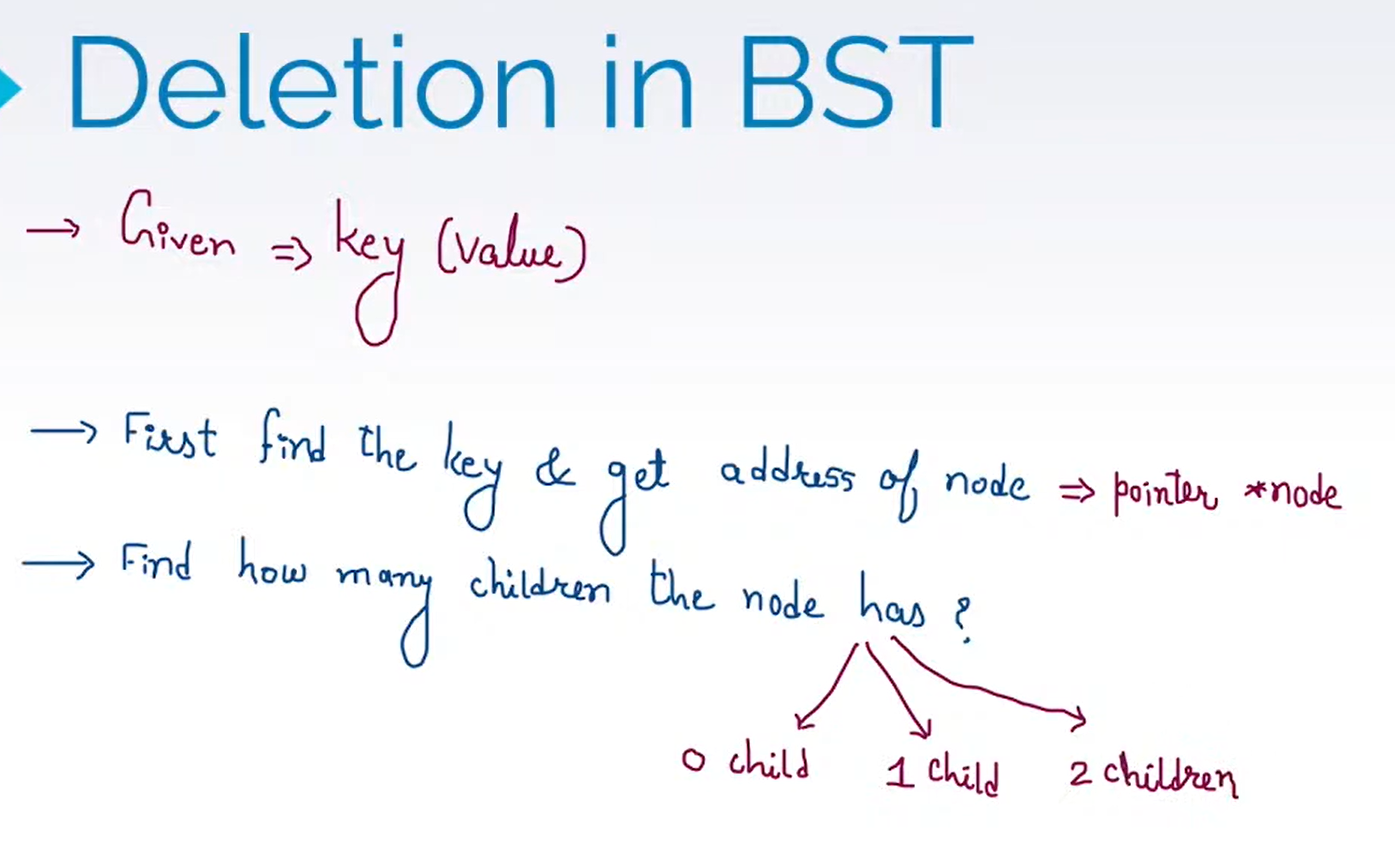 Deletion in BST
→ Given ⇒ key (value)
→ First find the key & get address of node ⇒ pointer *node
→ Find how many children the node has ?
0 child 1 child 2 children